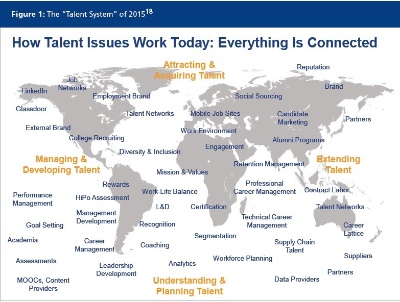 Figure 1: The "Talent System" of 2015¹⁸
How Talent Issues Work Today: Everything Is Connected
Attracting &
Acquiring Talent
Reputation
Job
Networks
LinkedIn
Employment Brand
Social Sourcing
Brand
Glassdoor
Talent Networks
Mobile Job Sites
Candidate
Marketing
Partners
External Brand
College Recruiting
Work Environment
Alumni Programs
Diversity & Inclusion
Engagement
Managing &
Developing Talent
Mission & Values
Retention Management
Extending
Talent
Rewards
Work Life Balance
Professional
Career Management
Contract Labor
Performance
Management
HiPo Assessment
L&D
Certification
Talent Networks
Management
Development
Technical Career
Management
Goal Setting
Recognition
Career
Lattice
Academia
Career
Management
Coaching
Segmentation
Supply Chain
Talent
Suppliers
Assessments
Leadership
Development
Analytics
Workforce Planning
Partners
MOOCs, Content
Providers
Understanding &
Planning Talent
Data Providers